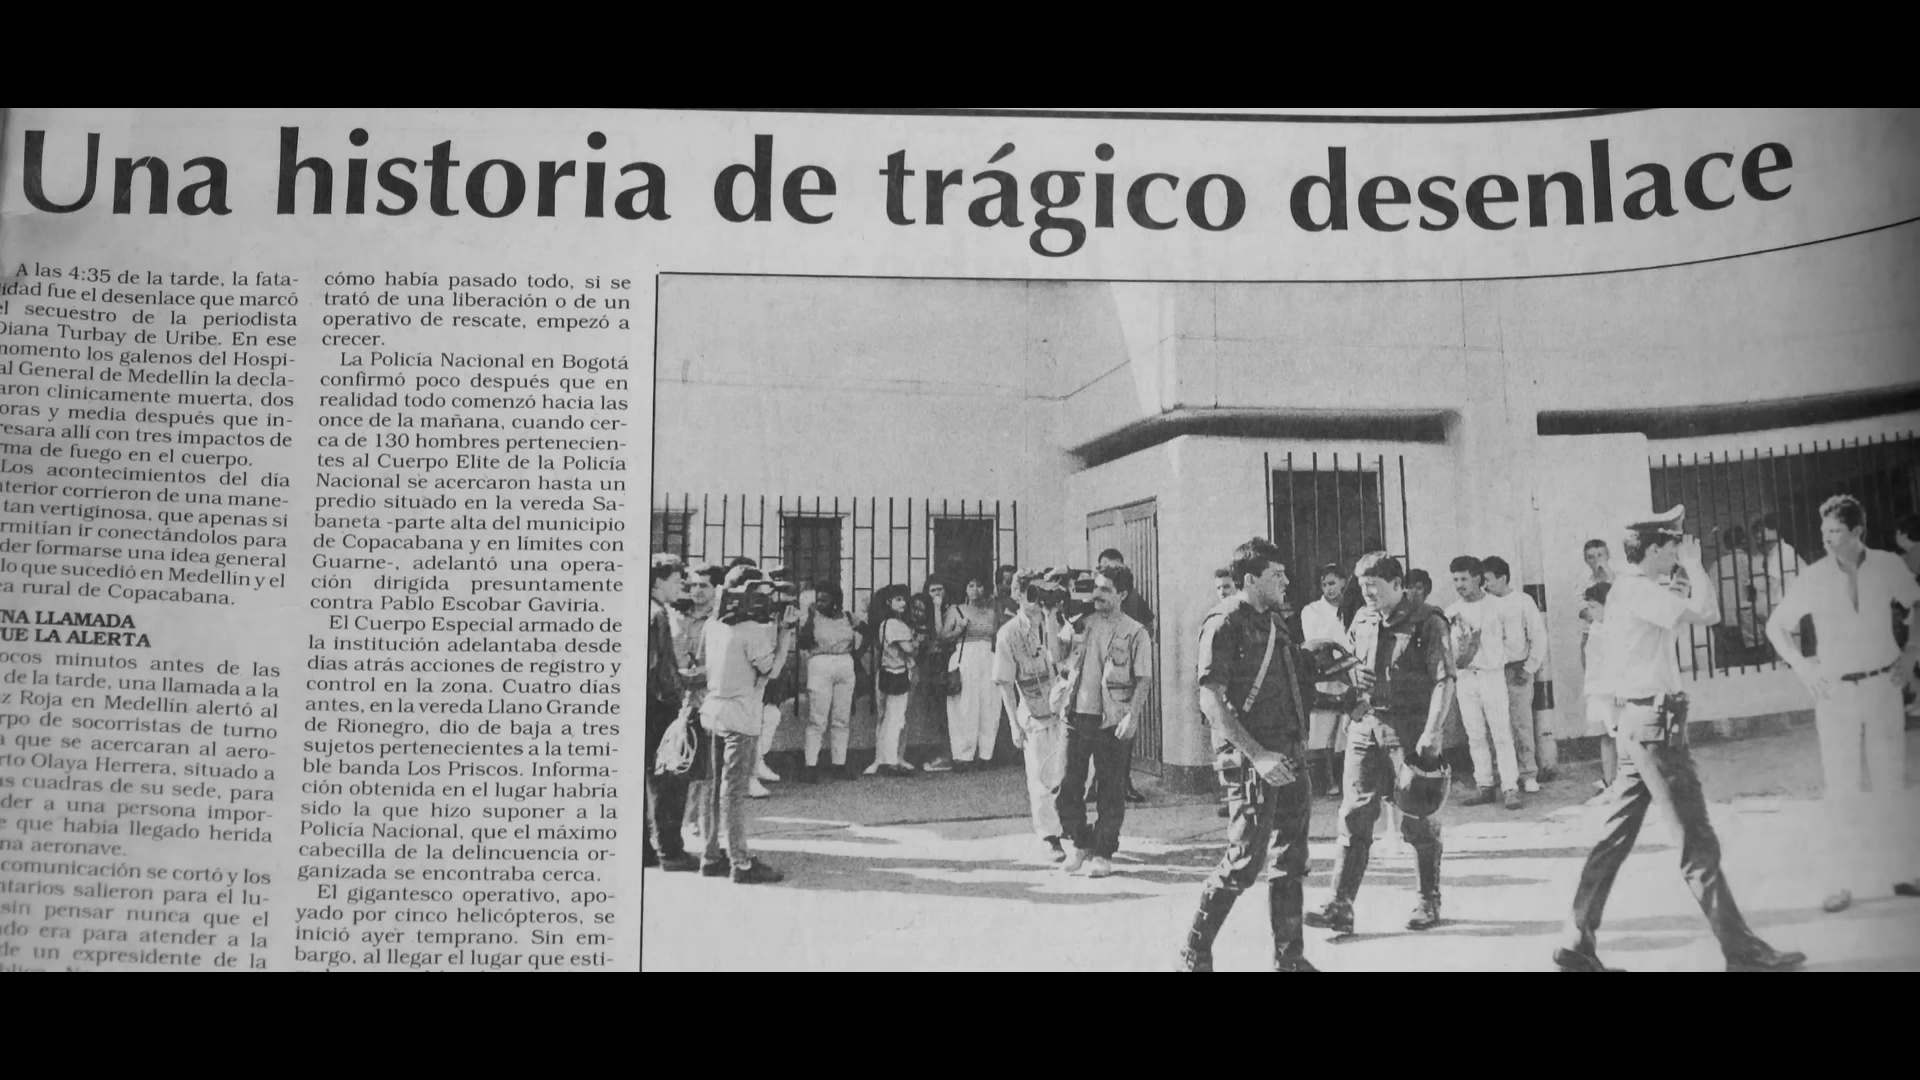 Una historia de trágico desenlace
A las 4:35 de la tarde, la fata-
lidad fue el desenlace que marcó
el secuestro de la periodista
Diana Turbay de Uribe. En ese
momento los galenos del Hospi-
al General de Medellín la decla-
aron clínicamente muerta, dos
oras y media después que in-
esara allí con tres impactos de
rma de fuego en el cuerpo.
Los acontecimientos del día
terior corrieron de una mane-
tan vertiginosa, que apenas si
rmitían ir conectándolos para
der formarse una idea general
lo que sucedió en Medellín y el
a rural de Copacabana.
NA LLAMADA
UE LA ALERTA
ocos minutos antes de las
de la tarde, una llamada a la
z Roja en Medellín alertó al
rpo de socorristas de turno
a que se acercaran al aero-
rto Olaya Herrera, situado a
as cuadras de su sede, para
der a una persona impor-
e que había llegado herida
na aeronave.
comunicación se cortó y los
ntarios salieron para el lu-
sin pensar nunca que el
ado era para atender a la
de un expresidente de la
cómo había pasado todo, si se
trató de una liberación o de un
operativo de rescate, empezó a
crecer.
La Policía Nacional en Bogotá
confirmó poco después que en
realidad todo comenzó hacia las
once de la mañana, cuando cer-
ca de 130 hombres pertenecien-
tes al Cuerpo Elite de la Policía
Nacional se acercaron hasta un
predio situado en la vereda Sa-
baneta -parte alta del municipio
de Copacabana y en límites con
Guarne-, adelantó una opera-
ción dirigida presuntamente
contra Pablo Escobar Gaviria.
El Cuerpo Especial armado de
la institución adelantaba desde
días atrás acciones de registro y
control en la zona. Cuatro días
antes, en la vereda Llano Grande
de Rionegro, dio de baja a tres
sujetos pertenecientes a la temi-
ble banda Los Priscos. Informa-
ción obtenida en el lugar habría
sido la que hizo suponer a la
Policía Nacional, que el máximo
cabecilla de la delincuencia or-
ganizada se encontraba cerca.
El gigantesco operativo, apo-
yado por cinco helicópteros, se
inició ayer temprano. Sin em-
bargo, al llegar el lugar que esti-